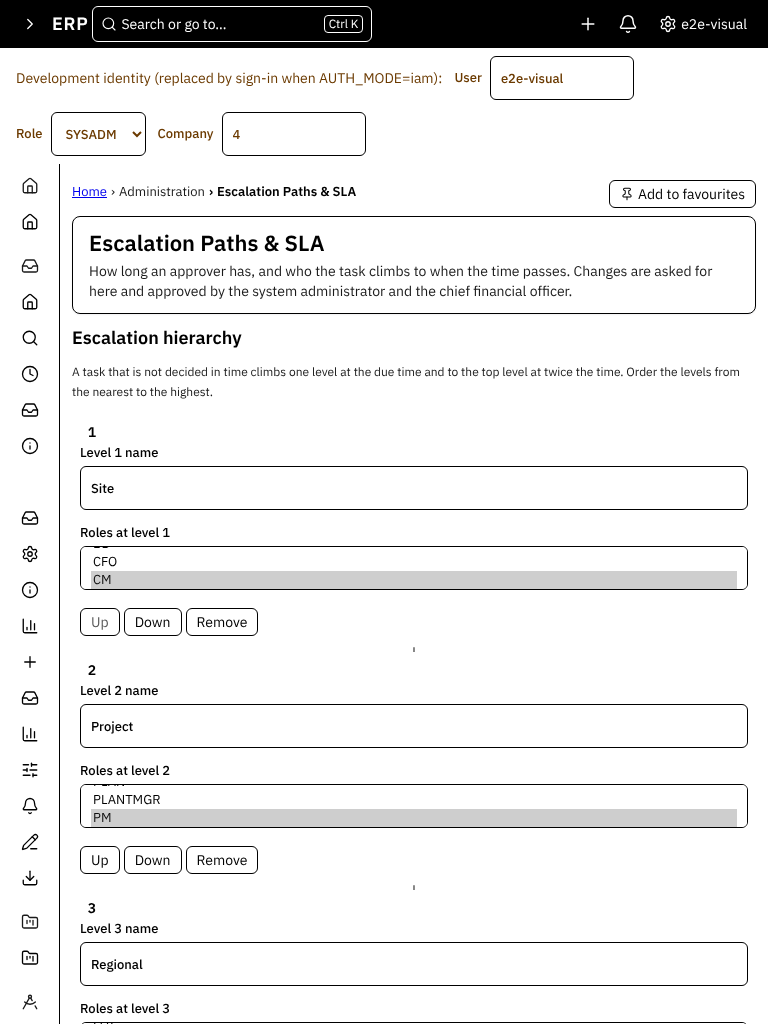 ERP
Search or go to...
Ctrl K
e2e-visual
Development identity (replaced by sign-in when AUTH_MODE=iam):
User
e2e-visual
Role
SYSADM
Company
4
Home › Administration › Escalation Paths & SLA
Add to favourites
Escalation Paths & SLA
How long an approver has, and who the task climbs to when the time passes. Changes are asked for
here and approved by the system administrator and the chief financial officer.
Escalation hierarchy
A task that is not decided in time climbs one level at the due time and to the top level at twice the time. Order the levels from
the nearest to the highest.
1
Level 1 name
Site
Roles at level 1
CFO
CM
Up
Down
Remove
2
Level 2 name
Project
Roles at level 2
PLANTMGR
PM
Up
Down
Remove
3
Level 3 name
Regional
Roles at level 3